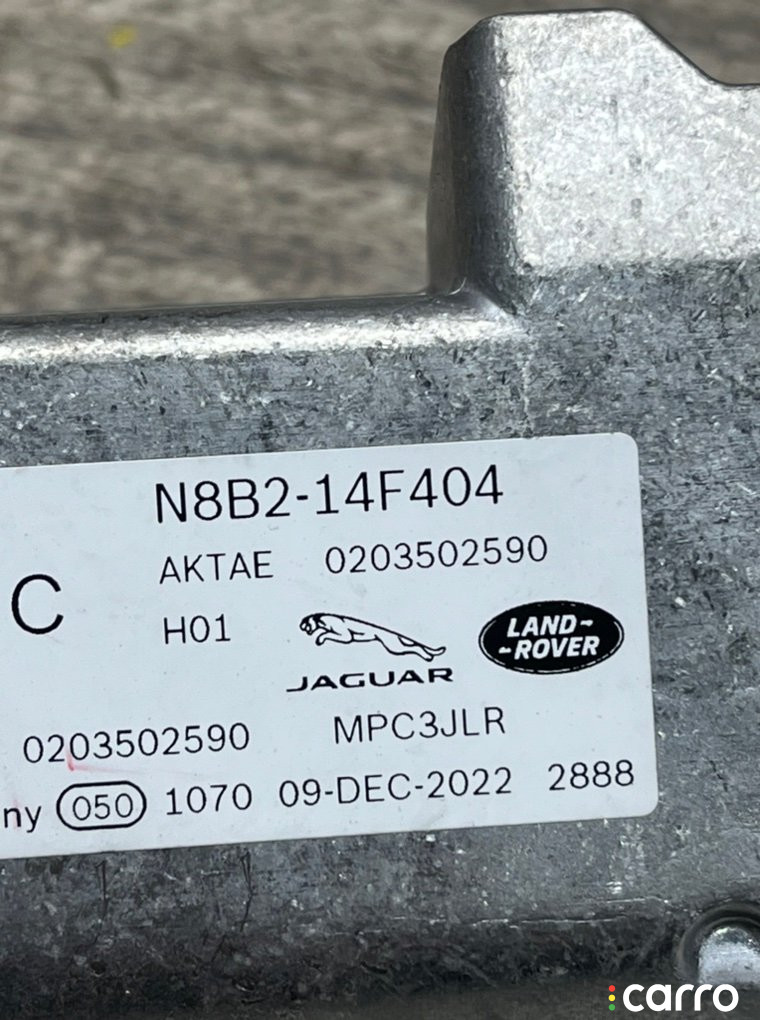 N8B2-14F404
AKTAE 0203502590
C
H01
JAGUAR
LAND-
-ROVER
0203502590 MPC3JLR
ny 050 1070 09-DEC-2022 2888
carro